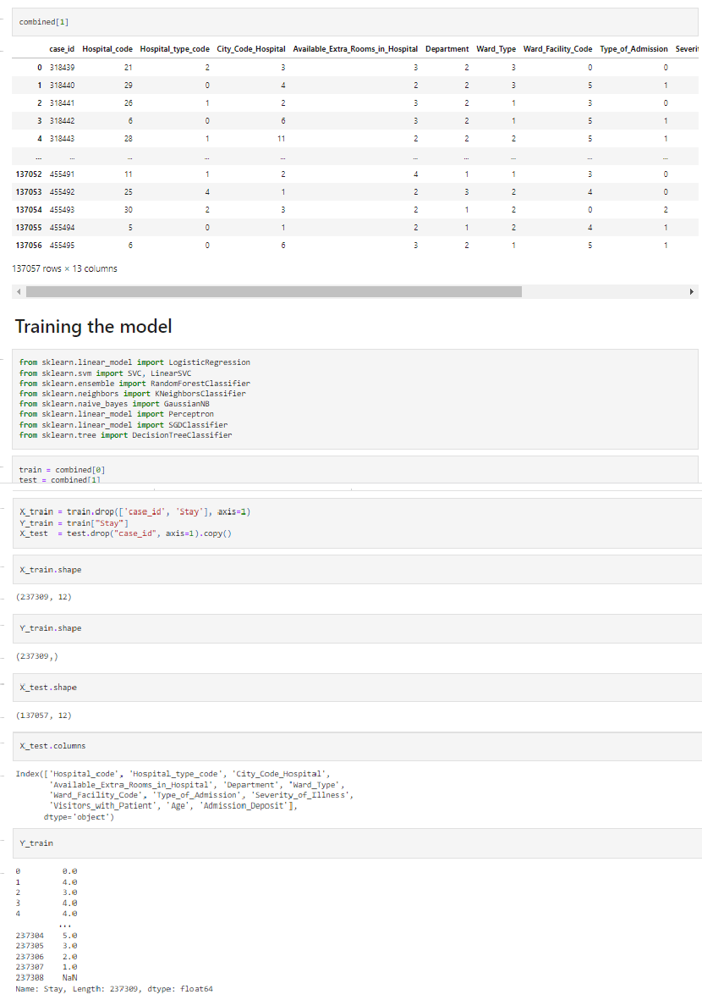 combined[1]
case_id Hospital_code Hospital_type_code City_Code_Hospital Available_Extra_Rooms_in_Hospital Department Ward_Type Ward_Facility_Code Type_of_Admission Severi
0 318439 21 2 3 3 2 3 0 0
1 318440 29 0 4 2 2 3 5 1
2 318441 26 1 2 3 2 1 3 0
3 318442 6 0 6 3 2 1 5 1
4 318443 28 1 11 2 2 2 5 1
... ... ... ... ... ... ... ... ... ...
137052 455491 11 1 2 4 1 1 3 0
137053 455492 25 4 1 2 3 2 4 0
137054 455493 30 2 3 2 1 2 0 2
137055 455494 5 0 1 2 1 2 4 1
137056 455495 6 0 6 3 2 1 5 1
137057 rows × 13 columns
Training the model
from sklearn.linear_model import LogisticRegression
from sklearn.svm import SVC, LinearSVC
from sklearn.ensemble import RandomForestClassifier
from sklearn.neighbors import KNeighborsClassifier
from sklearn.naive_bayes import GaussianNB
from sklearn.linear_model import Perceptron
from sklearn.linear_model import SGDClassifier
from sklearn.tree import DecisionTreeClassifier
train = combined[0]
test = combined[1]
X_train = train.drop(['case_id', 'Stay'], axis=1)
Y_train = train["Stay"]
X_test  = test.drop("case_id", axis=1).copy()
X_train.shape
(237309, 12)
Y_train.shape
(237309,)
X_test.shape
(137057, 12)
X_test.columns
Index(['Hospital_code', 'Hospital_type_code', 'City_Code_Hospital',
'Available_Extra_Rooms_in_Hospital', 'Department', 'Ward_Type',
'Ward_Facility_Code', 'Type_of_Admission', 'Severity_of_Illness',
'Visitors_with_Patient', 'Age', 'Admission_Deposit'],
dtype='object')
Y_train
0 0.0
1 4.0
2 3.0
3 4.0
4 4.0
...
237304 5.0
237305 3.0
237306 2.0
237307 1.0
237308 NaN
Name: Stay, Length: 237309, dtype: float64